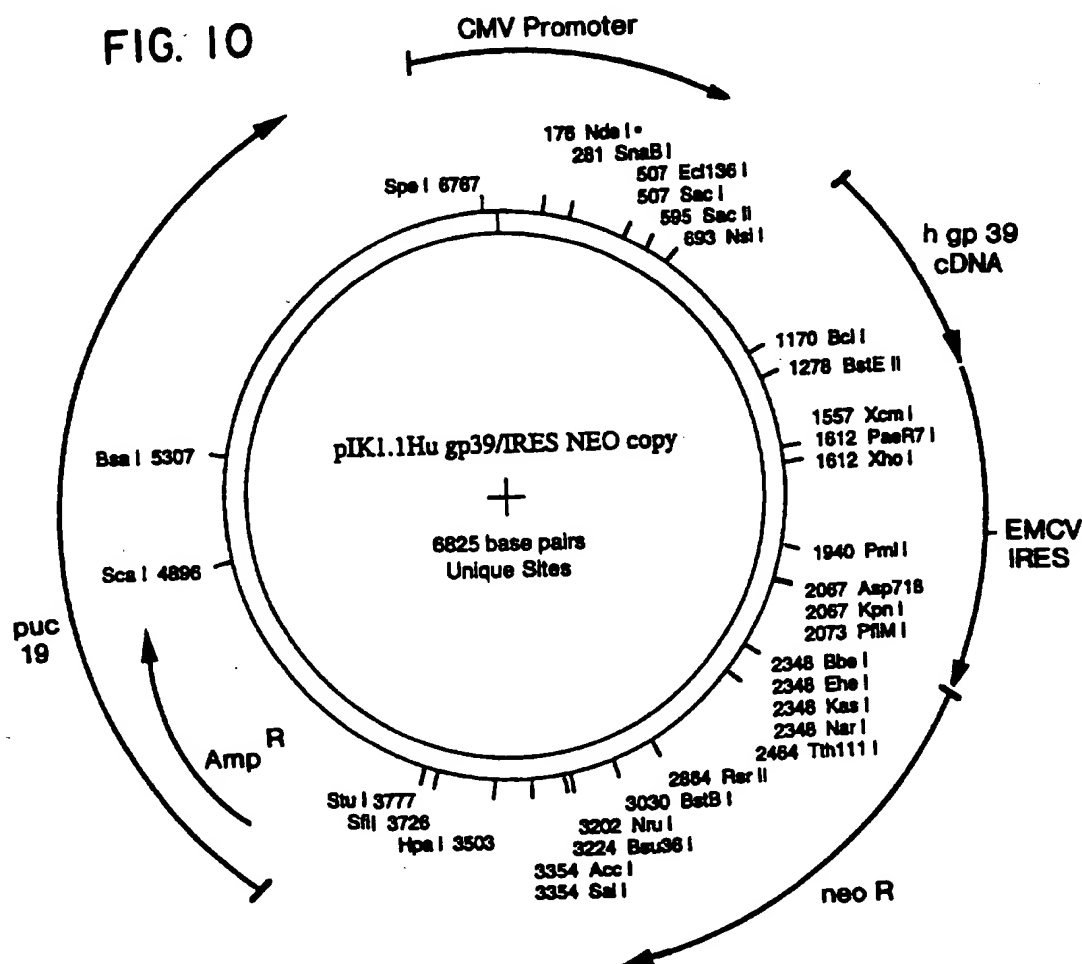 FIG. 10
CMV Promoter
176 Nde I
281 SnaB I
507 Ecl136 I
507 Sac I
595 Sac II
693 Nsi I
Spe I 6767
h gp 39
cDNA
1170 Bcl I
1278 BstE II
1557 Xcm I
1612 PaeR7 I
1612 Xho I
pIK1.1Hu gp39/IRES NEO copy
6825 base pairs
Unique Sites
Bsa I 5307
Sca I 4896
EMCV
IRES
1940 Pml I
2067 Asp718
2067 Kpn I
2073 PflM I
2348 Bbe I
2348 Ehe I
2348 Kas I
2348 Nar I
2464 Tth111 I
puc
19
Amp R
2884 Rsr II
3030 BstB I
3202 Nru I
3224 Bsu36 I
3354 Acc I
3354 Sal I
Stu I 3777
Sfi I 3726
Hpa I 3503
neo R